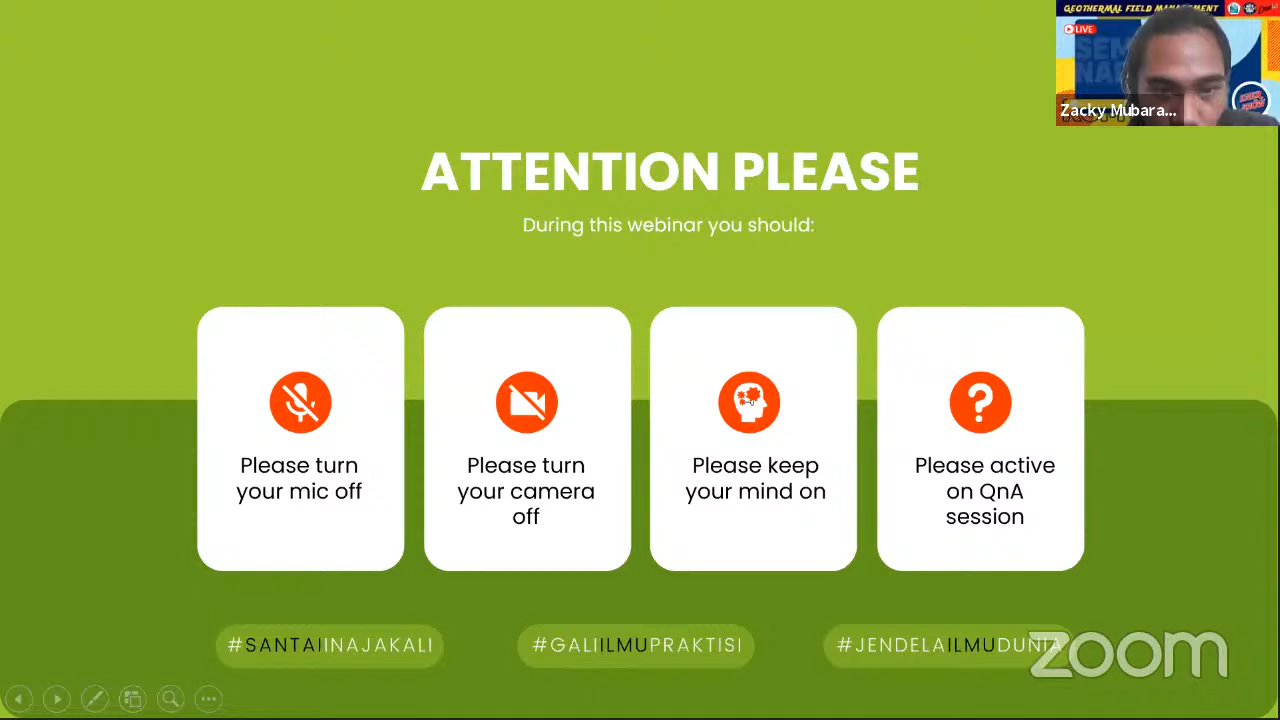 GEOTHERMAL FIELD MANAGEMENT
LIVE
Zacky Mubara...
ATTENTION PLEASE
During this webinar you should:
Please turn
your mic off
Please turn
your camera
off
Please keep
your mind on
Please active
on QnA
session
#SANTAIINAJAKALI
#GALIILMUPRAKTISI
#JENDELAILMUDUNIA
zoom